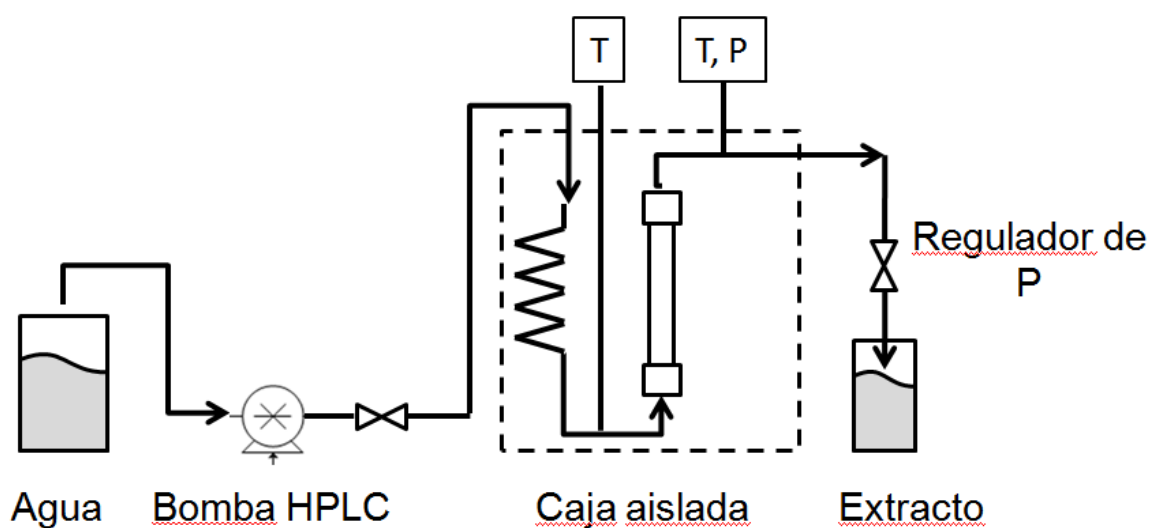 T
T, P
Regulador de
P
Agua
Bomba HPLC
Caja aislada
Extracto